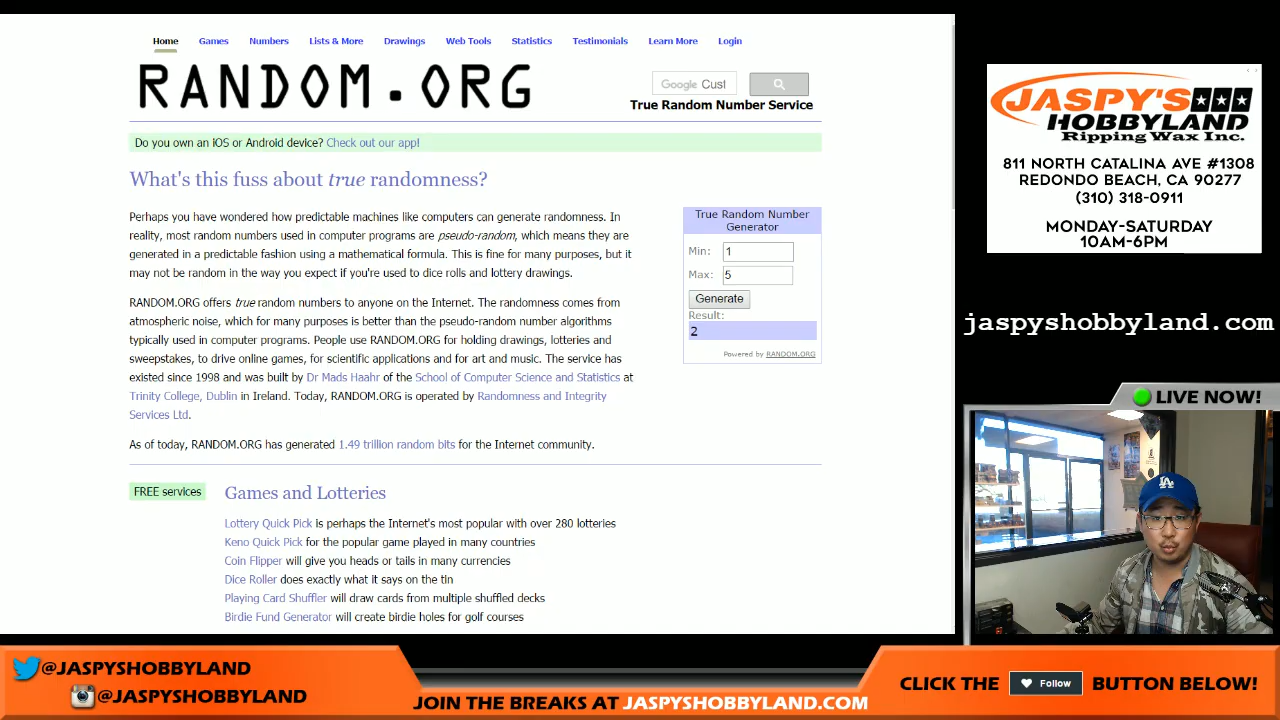 Home Games Numbers Lists & More Drawings Web Tools Statistics Testimonials Learn More Login
RANDOM.ORG
Google Cust
True Random Number Service
Do you own an iOS or Android device? Check out our app!
What's this fuss about true randomness?
Perhaps you have wondered how predictable machines like computers can generate randomness. In
reality, most random numbers used in computer programs are pseudo-random, which means they are
generated in a predictable fashion using a mathematical formula. This is fine for many purposes, but it
may not be random in the way you expect if you're used to dice rolls and lottery drawings.
RANDOM.ORG offers true random numbers to anyone on the Internet. The randomness comes from
atmospheric noise, which for many purposes is better than the pseudo-random number algorithms
typically used in computer programs. People use RANDOM.ORG for holding drawings, lotteries and
sweepstakes, to drive online games, for scientific applications and for art and music. The service has
existed since 1998 and was built by Dr Mads Haahr of the School of Computer Science and Statistics at
Trinity College, Dublin in Ireland. Today, RANDOM.ORG is operated by Randomness and Integrity
Services Ltd.
As of today, RANDOM.ORG has generated 1.49 trillion random bits for the Internet community.
True Random Number
Generator
Min: 1
Max: 5
Generate
Result:
2
Powered by RANDOM.ORG
FREE services
Games and Lotteries
Lottery Quick Pick is perhaps the Internet's most popular with over 280 lotteries
Keno Quick Pick for the popular game played in many countries
Coin Flipper will give you heads or tails in many currencies
Dice Roller does exactly what it says on the tin
Playing Card Shuffler will draw cards from multiple shuffled decks
Birdie Fund Generator will create birdie holes for golf courses
JASPY'S
HOBBYLAND
Ripping Wax Inc.
811 NORTH CATALINA AVE #1308
REDONDO BEACH, CA 90277
(310) 318-0911
MONDAY-SATURDAY
10AM-6PM
jaspyshobbyland.com
LIVE NOW!
LA
@JASPYSHOBBYLAND
@JASPYSHOBBYLAND
JOIN THE BREAKS AT JASPYSHOBBYLAND.COM
CLICK THE Follow BUTTON BELOW!